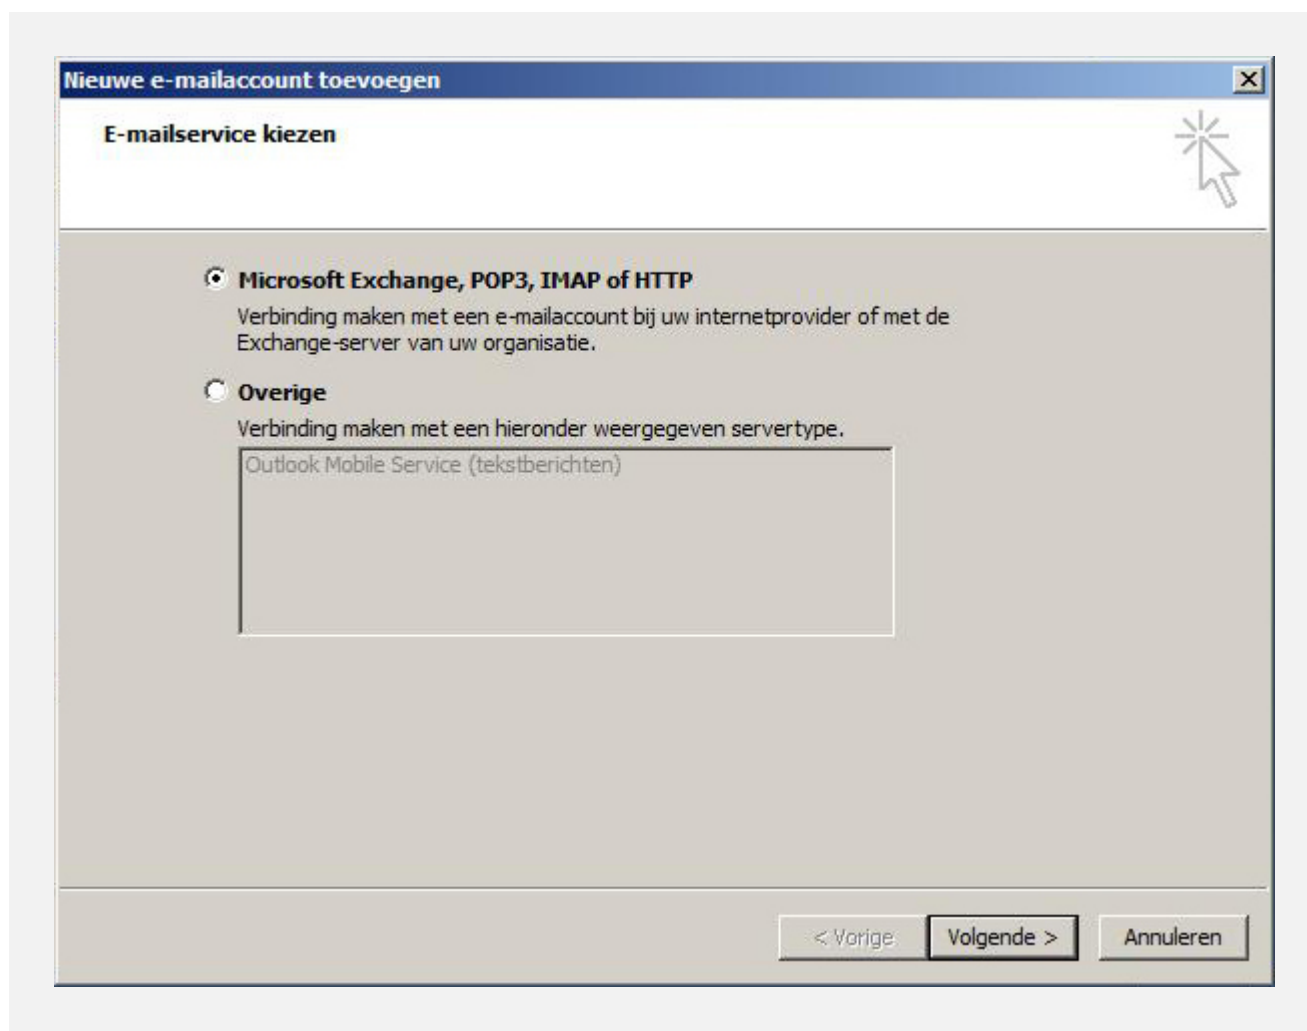 Nieuwe e-mailaccount toevoegen
E-mailservice kiezen
Microsoft Exchange, POP3, IMAP of HTTP
Verbinding maken met een e-mailaccount bij uw internetprovider of met de
Exchange-server van uw organisatie.
Overige
Verbinding maken met een hieronder weergegeven servertype.
Outlook Mobile Service (tekstberichten)
< Vorige
Volgende >
Annuleren